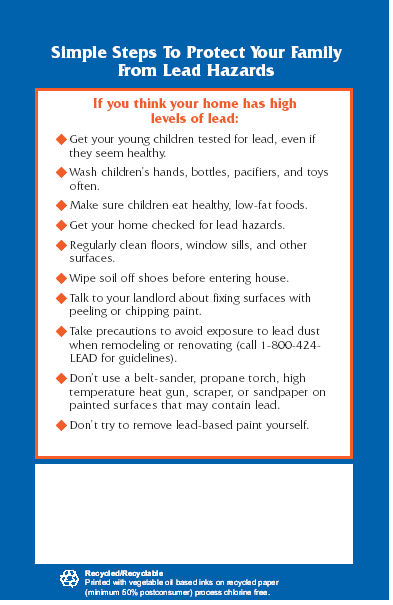 Simple Steps To Protect Your Family
From Lead Hazards
If you think your home has high
levels of lead:
Get your young children tested for lead, even if
they seem healthy.
Wash children's hands, bottles, pacifiers, and toys
often.
Make sure children eat healthy, low-fat foods.
Get your home checked for lead hazards.
Regularly clean floors, window sills, and other
surfaces.
Wipe soil off shoes before entering house.
Talk to your landlord about fixing surfaces with
peeling or chipping paint.
Take precautions to avoid exposure to lead dust
when remodeling or renovating (call 1-800-424-
LEAD for guidelines).
Don't use a belt-sander, propane torch, high
temperature heat gun, scraper, or sandpaper on
painted surfaces that may contain lead.
Don't try to remove lead-based paint yourself.
Recycled/Recyclable
Printed with vegetable oil based inks on recycled paper
(minimum 50% postconsumer) process chlorine free.